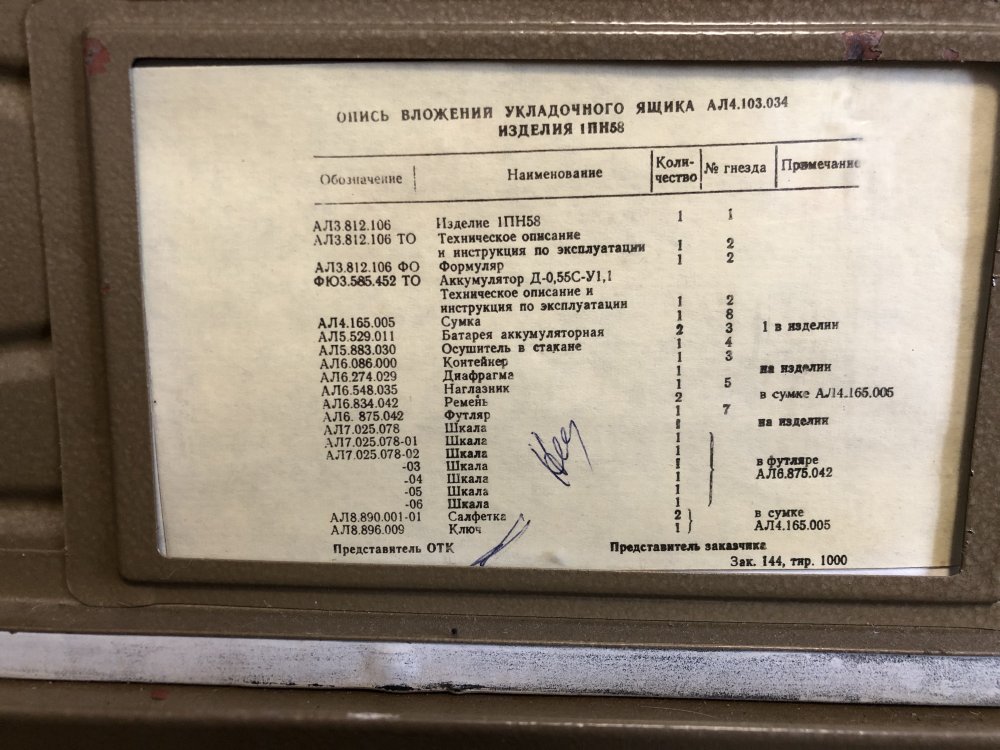 ОПИСЬ ВЛОЖЕНИЙ УКЛАДОЧНОГО ЯЩИКА АЛ4.103.034
ИЗДЕЛИЯ 1ПН58
Обозначение Наименование Коли- № гнезда Примечание
чество
АЛ3.812.106 Изделие 1ПН58 1 1
АЛ3.812.106 ТО Техническое описание
и инструкция по эксплуатации 1 2
АЛ3.812.106 ФО Формуляр 1 2
ФЮ3.585.452 ТО Аккумулятор Д-0,55С-У1,1
Техническое описание и
инструкция по эксплуатации 1 2
АЛ4.165.005 Сумка 1 8
АЛ5.529.011 Батарея аккумуляторная 2 3 1 в изделии
АЛ5.883.030 Осушитель в стакане 1 4
АЛ6.086.000 Контейнер 1 3
АЛ6.274.029 Диафрагма 1 на изделии
АЛ6.548.035 Наглазник 1 5
АЛ6.834.042 Ремень 2 в сумке АЛ4.165.005
АЛ6. 875.042 Футляр 1 7
АЛ7.025.078 Шкала 1 на изделии
АЛ7.025.078-01 Шкала 1
АЛ7.025.078-02 Шкала 1
-03 Шкала 1 в футляре
-04 Шкала 1 АЛ6.875.042
-05 Шкала 1
-06 Шкала 1
АЛ8.890.001-01 Салфетка 2 в сумке
АЛ8.896.009 Ключ 1 АЛ4.165.005
Представитель ОТК Представитель заказчика
Зак. 144, тир. 1000